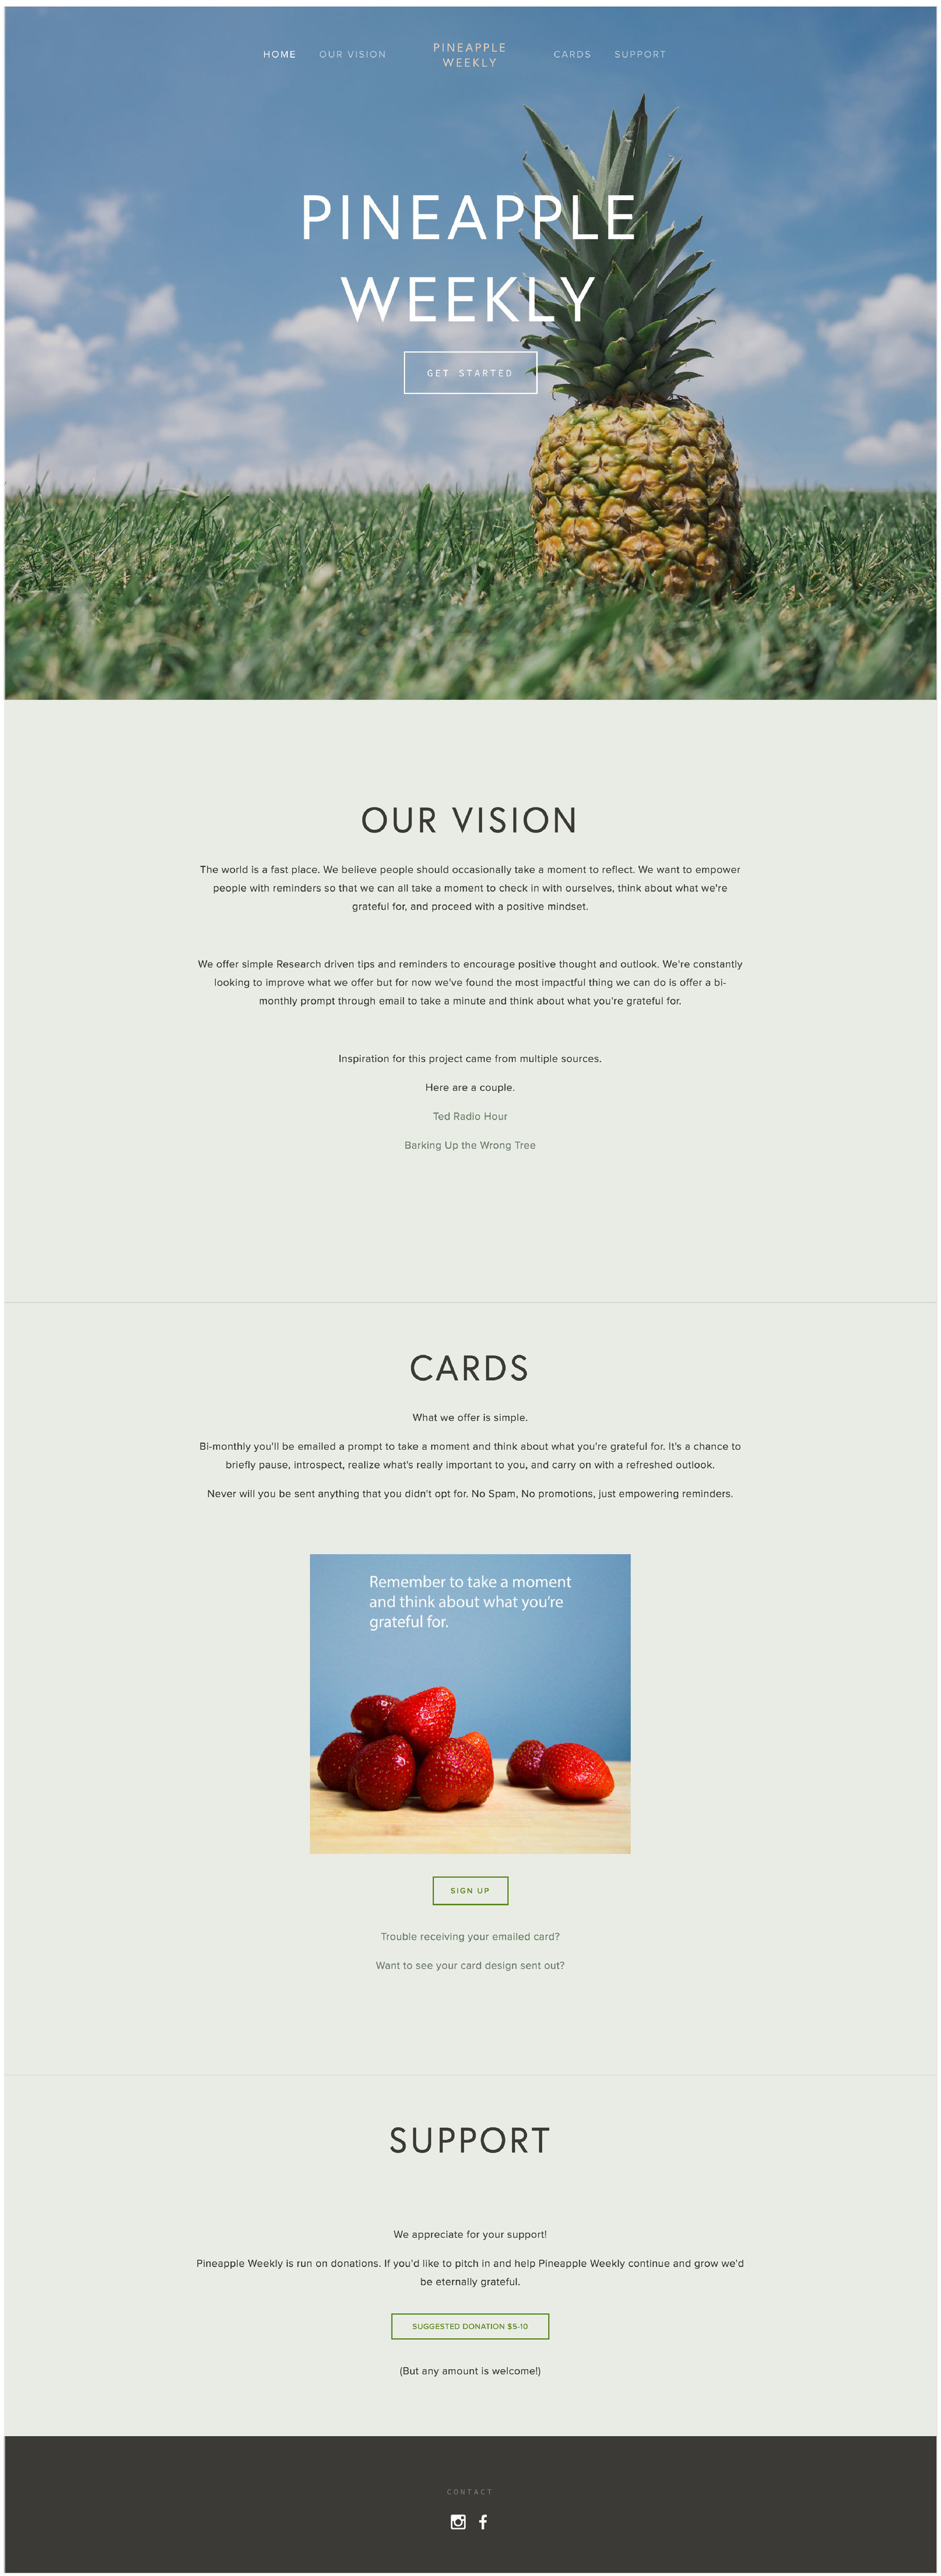 HOME OUR VISION PINEAPPLE WEEKLY CARDS SUPPORT
PINEAPPLE
WEEKLY
GET STARTED
OUR VISION
The world is a fast place. We believe people should occasionally take a moment to reflect. We want to empower
people with reminders so that we can all take a moment to check in with ourselves, think about what we're
grateful for, and proceed with a positive mindset.
We offer simple Research driven tips and reminders to encourage positive thought and outlook. We're constantly
looking to improve what we offer but for now we've found the most impactful thing we can do is offer a bi-
monthly prompt through email to take a minute and think about what you're grateful for.
Inspiration for this project came from multiple sources.
Here are a couple.
Ted Radio Hour
Barking Up the Wrong Tree
CARDS
What we offer is simple.
Bi-monthly you'll be emailed a prompt to take a moment and think about what you're grateful for. It's a chance to
briefly pause, introspect, realize what's really important to you, and carry on with a refreshed outlook.
Never will you be sent anything that you didn't opt for. No Spam, No promotions, just empowering reminders.
Remember to take a moment
and think about what you're
grateful for.
SIGN UP
Trouble receiving your emailed card?
Want to see your card design sent out?
SUPPORT
We appreciate for your support!
Pineapple Weekly is run on donations. If you'd like to pitch in and help Pineapple Weekly continue and grow we'd
be eternally grateful.
SUGGESTED DONATION $5-10
(But any amount is welcome!)
CONTACT